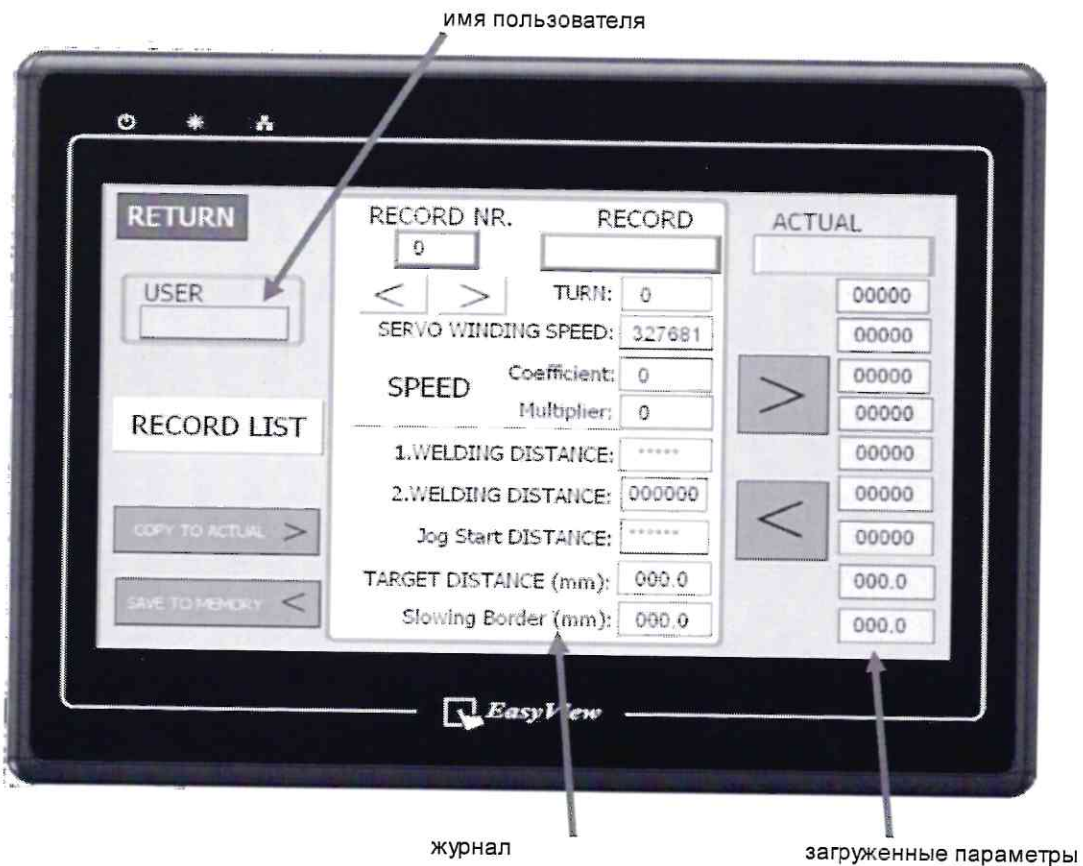 имя пользователя
RETURN
USER
RECORD LIST
COPY TO ACTUAL >
SAVE TO MEMORY <
RECORD NR.
RECORD
0
< >
TURN: 0
SERVO WINDING SPEED: 327681
SPEED
Coefficient: 0
Multiplier: 0
1.WELDING DISTANCE: *****
2.WELDING DISTANCE: 000000
Jog Start DISTANCE: ******
TARGET DISTANCE (mm): 000.0
Slowing Border (mm): 000.0
ACTUAL
00000
00000
00000
00000
00000
00000
00000
000.0
000.0
>
<
EasyView
журнал
загруженные параметры